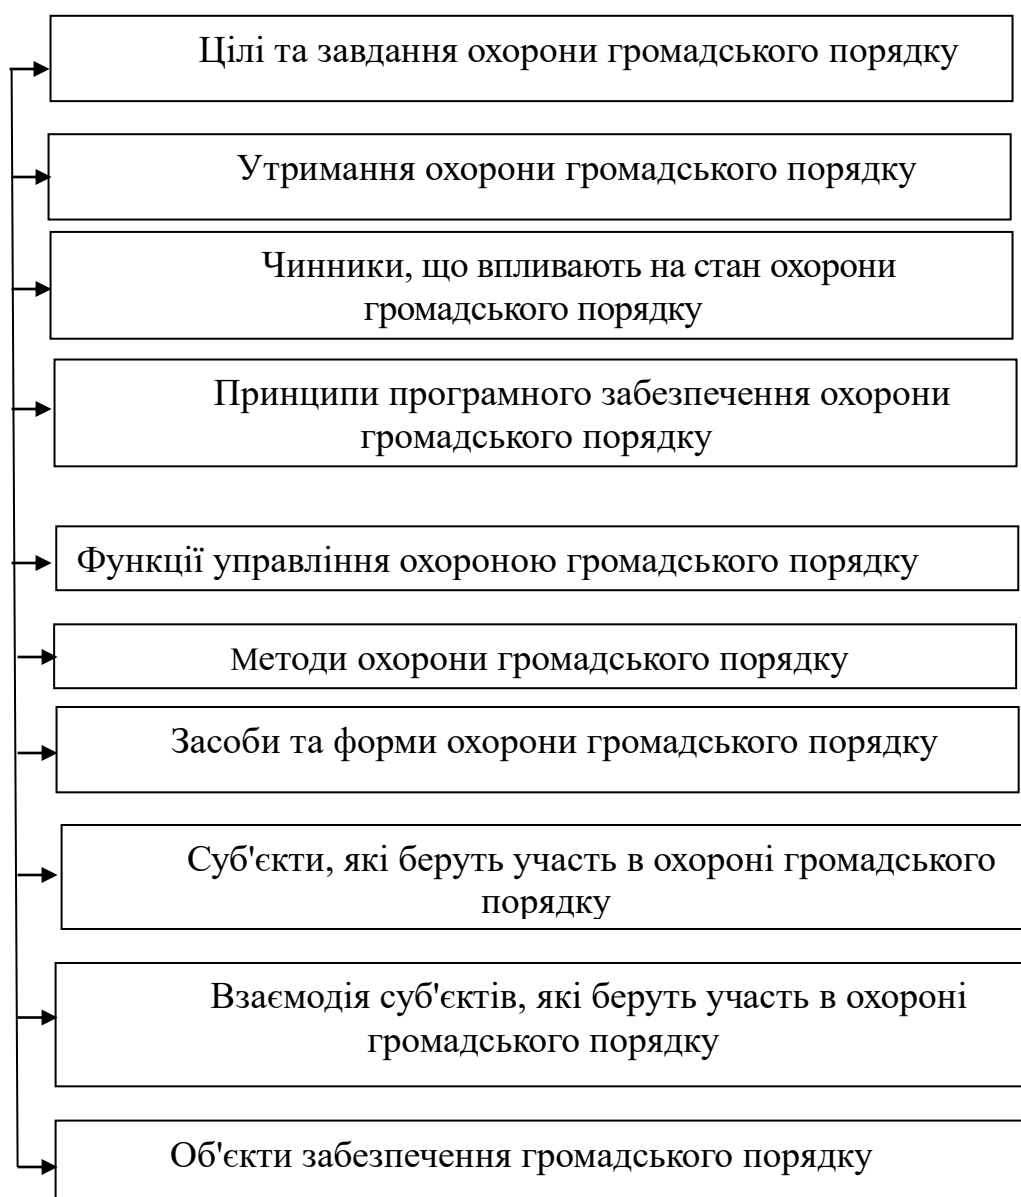 Цілі та завдання охорони громадського порядку
Утримання охорони громадського порядку
Чинники, що впливають на стан охорони
громадського порядку
Принципи програмного забезпечення охорони
громадського порядку
Функції управління охороною громадського порядку
Методи охорони громадського порядку
Засоби та форми охорони громадського порядку
Суб'єкти, які беруть участь в охороні громадського
порядку
Взаємодія суб'єктів, які беруть участь в охороні
громадського порядку
Об'єкти забезпечення громадського порядку